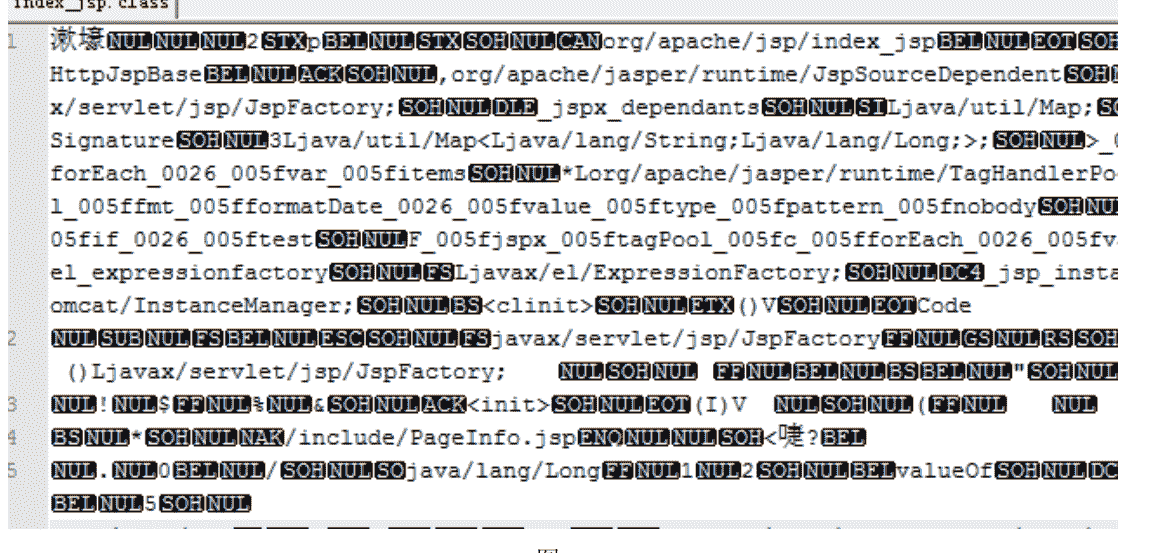 index_jsp.class
1 漖壕NULNULNUL2STXpBELNULSTXSOHNULCANorg/apache/jsp/index_jspBELNULEOTSOH
HttpJspBaseBELNULACKSOHNUL,org/apache/jasper/runtime/JspSourceDependentSOH
x/servlet/jsp/JspFactory;SOHNULDLE_jspx_dependantsSOHNULSILjava/util/Map;
SignatureSOHNUL3Ljava/util/Map<Ljava/lang/String;Ljava/lang/Long;>;SOHNUL>_
forEach_0026_005fvar_005fitemsSOHNUL*Lorg/apache/jasper/runtime/TagHandlerPo
l_005ffmt_005fformatDate_0026_005fvalue_005ftype_005fpattern_005fnobodySOHNUL
05fif_0026_005ftestSOHNULF_005fjspx_005ftagPool_005fc_005fforEach_0026_005fv
el_expressionfactorySOHNULFSLjavax/el/ExpressionFactory;SOHNULDC4_jsp_insta
omcat/InstanceManager;SOHNULBS<clinit>SOHNULETX()VSOHNULEOTCode
2 NULSUBNULFSBELNULESCSOHNULFSjavax/servlet/jsp/JspFactoryFFNULGSNULRSSOH
()Ljavax/servlet/jsp/JspFactory; NULSOHNUL FFNULBELNULBSBELNUL"SOHNUL
3 NUL!NUL$FFNUL%NUL&SOHNULACK<init>SOHNULEOT(I)V NULSOHNUL(FFNUL NUL
4 BSNUL*SOHNULNAK/include/PageInfo.jspENQNULNULSOH<嚏?BEL
5 NUL.NUL0BELNUL/SOHNULSOjava/lang/LongFFNUL1NUL2SOHNULBELvalueOfSOHNULDC
BELNUL5SOHNUL